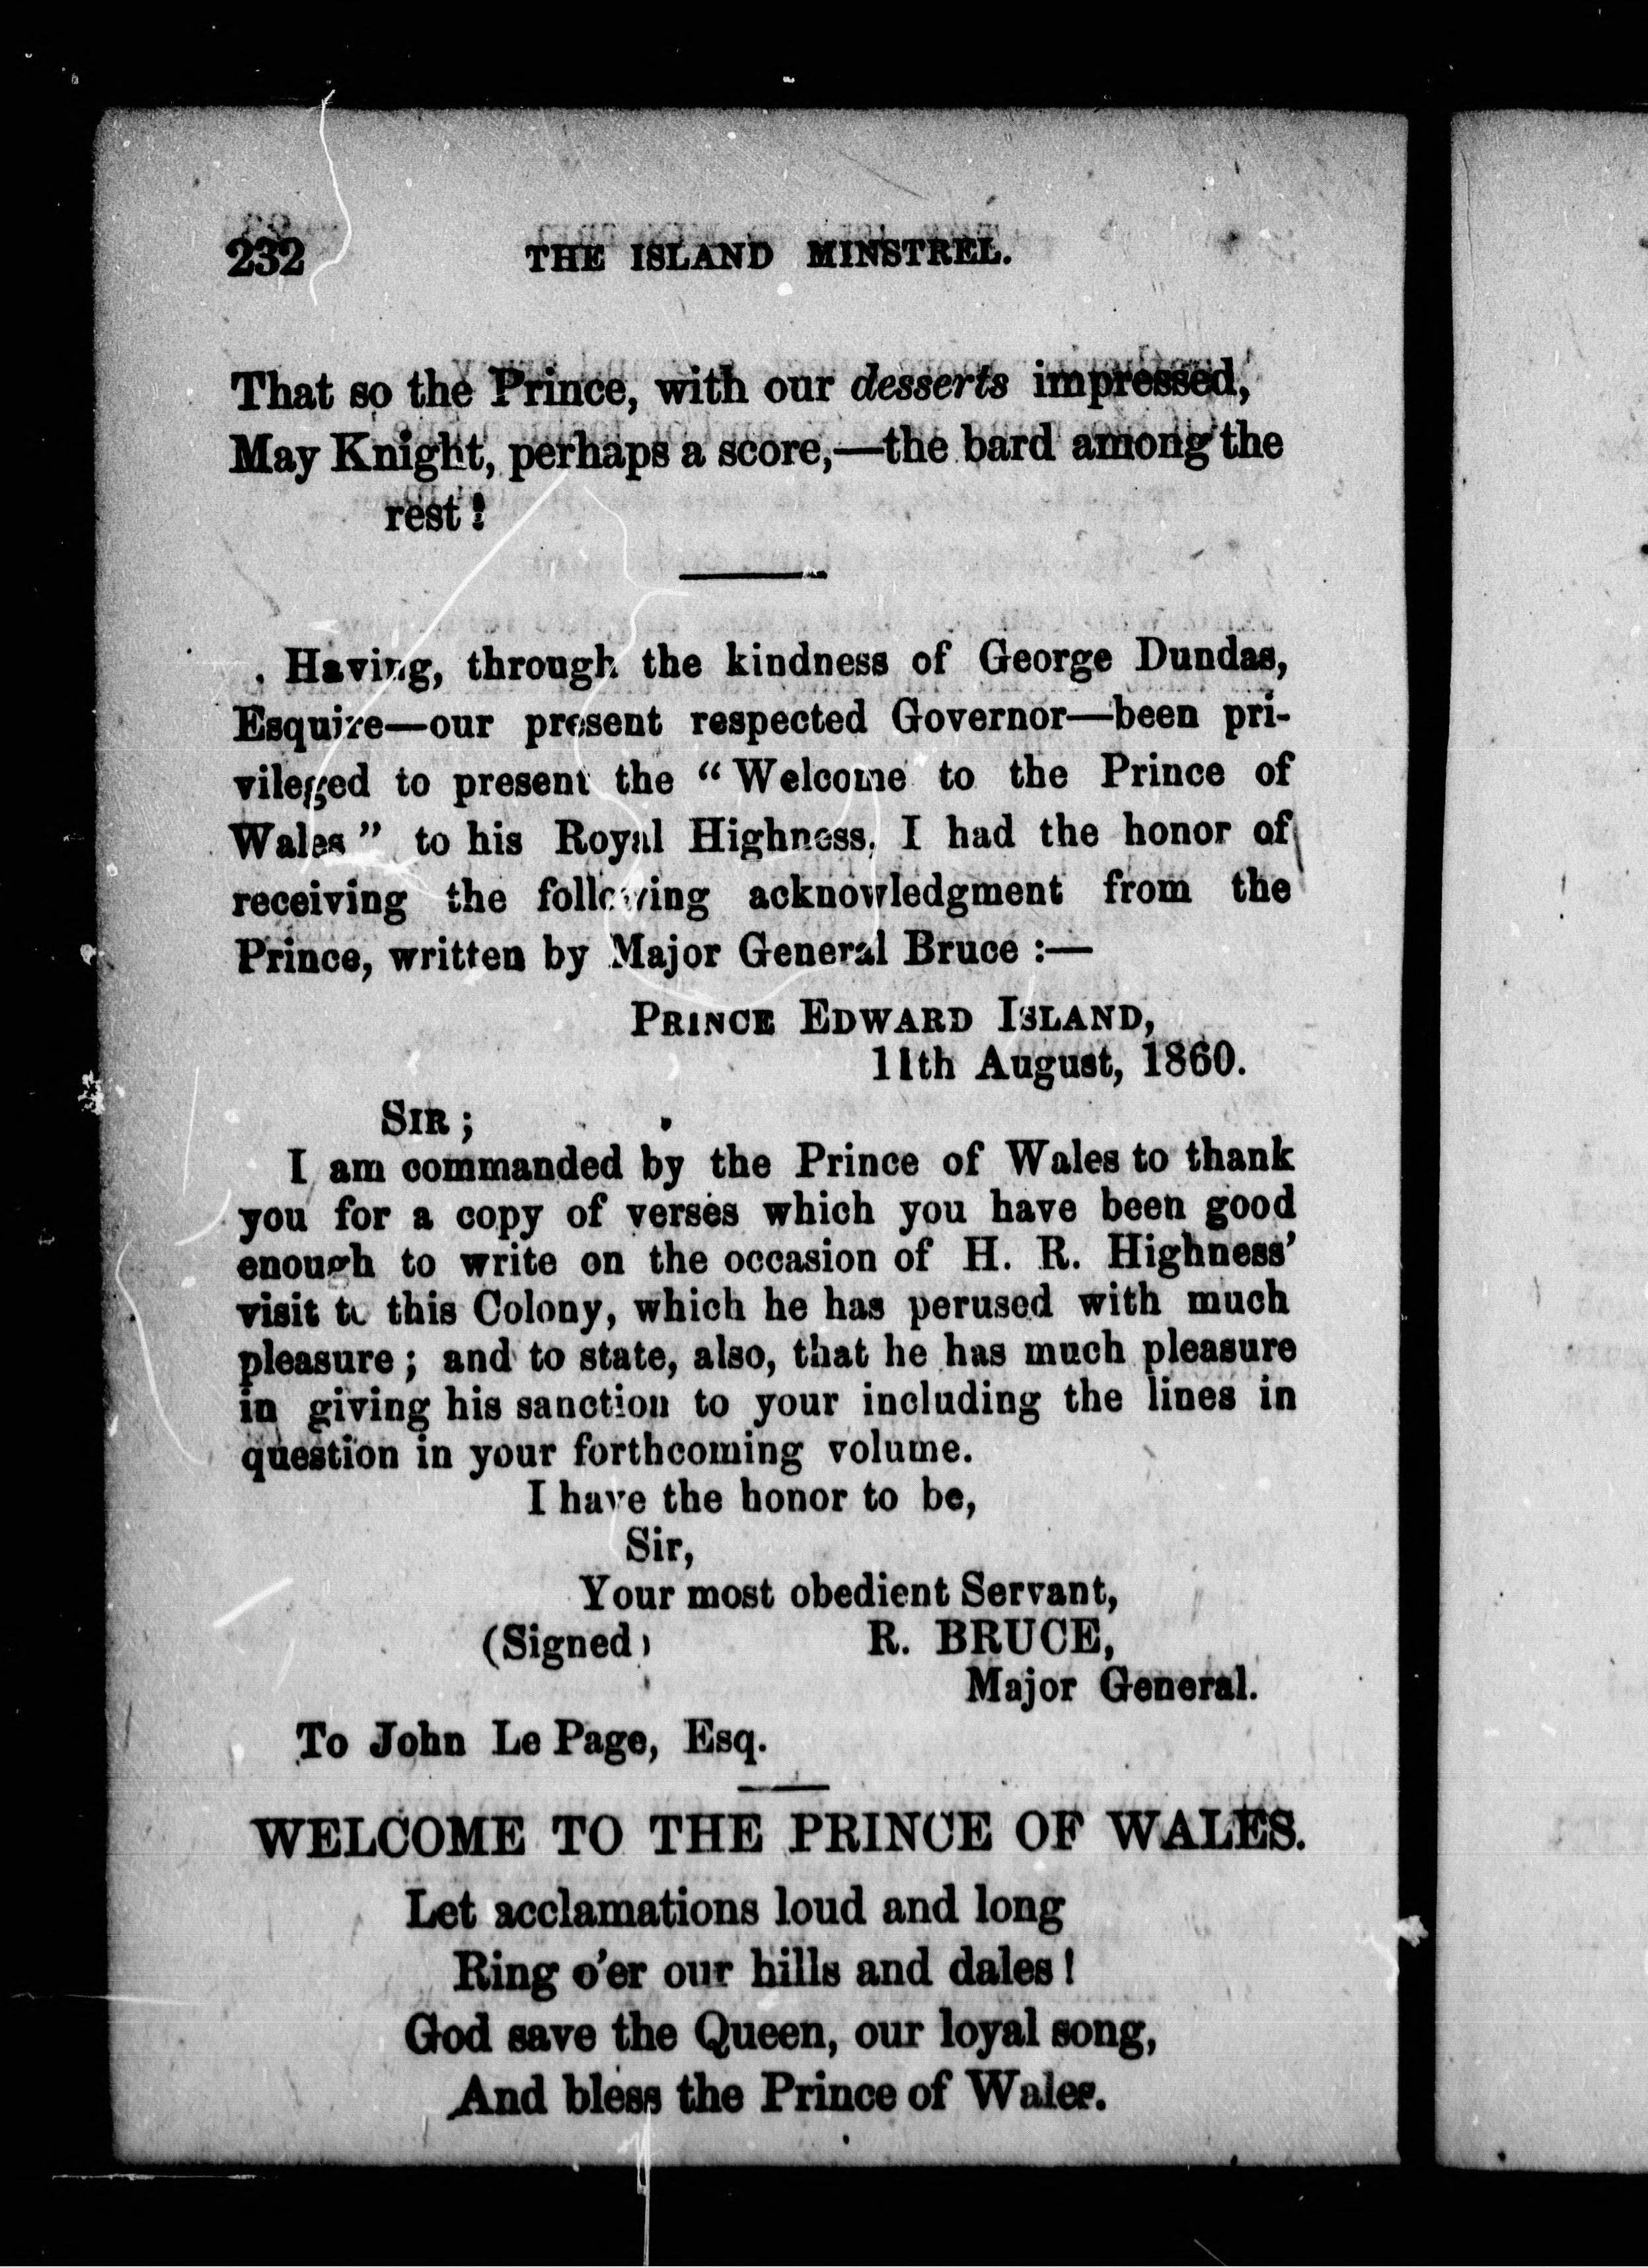 232 THE ISLAND MINSTREL.
That so the Prince, with our desserts impressed,
May Knight, perhaps a score,—the bard among the
rest!
Having, through the kindness of George Dundas,
Esquire—our present respected Governor—been pri-
vileged to present the “Welcome to the Prince of
Wales” to his Royal Highness, I had the honor of
receiving the following acknowledgment from the
Prince, written by Major General Bruce :—
PRINCE EDWARD ISLAND,
11th August, 1860.
SIR;
I am commanded by the Prince of Wales to thank
you for a copy of verses which you have been good
enough to write on the occasion of H. R. Highness’
visit to this Colony, which he has perused with much
pleasure; and to state, also, that he has much pleasure
in giving his sanction to your including the lines in
question in your forthcoming volume.
I have the honor to be,
Sir,
Your most obedient Servant,
(Signed) R. BRUCE,
Major General.
To John Le Page, Esq.
WELCOME TO THE PRINCE OF WALES.
Let acclamations loud and long
Ring o’er our hills and dales!
God save the Queen, our loyal song,
And bless the Prince of Wales.